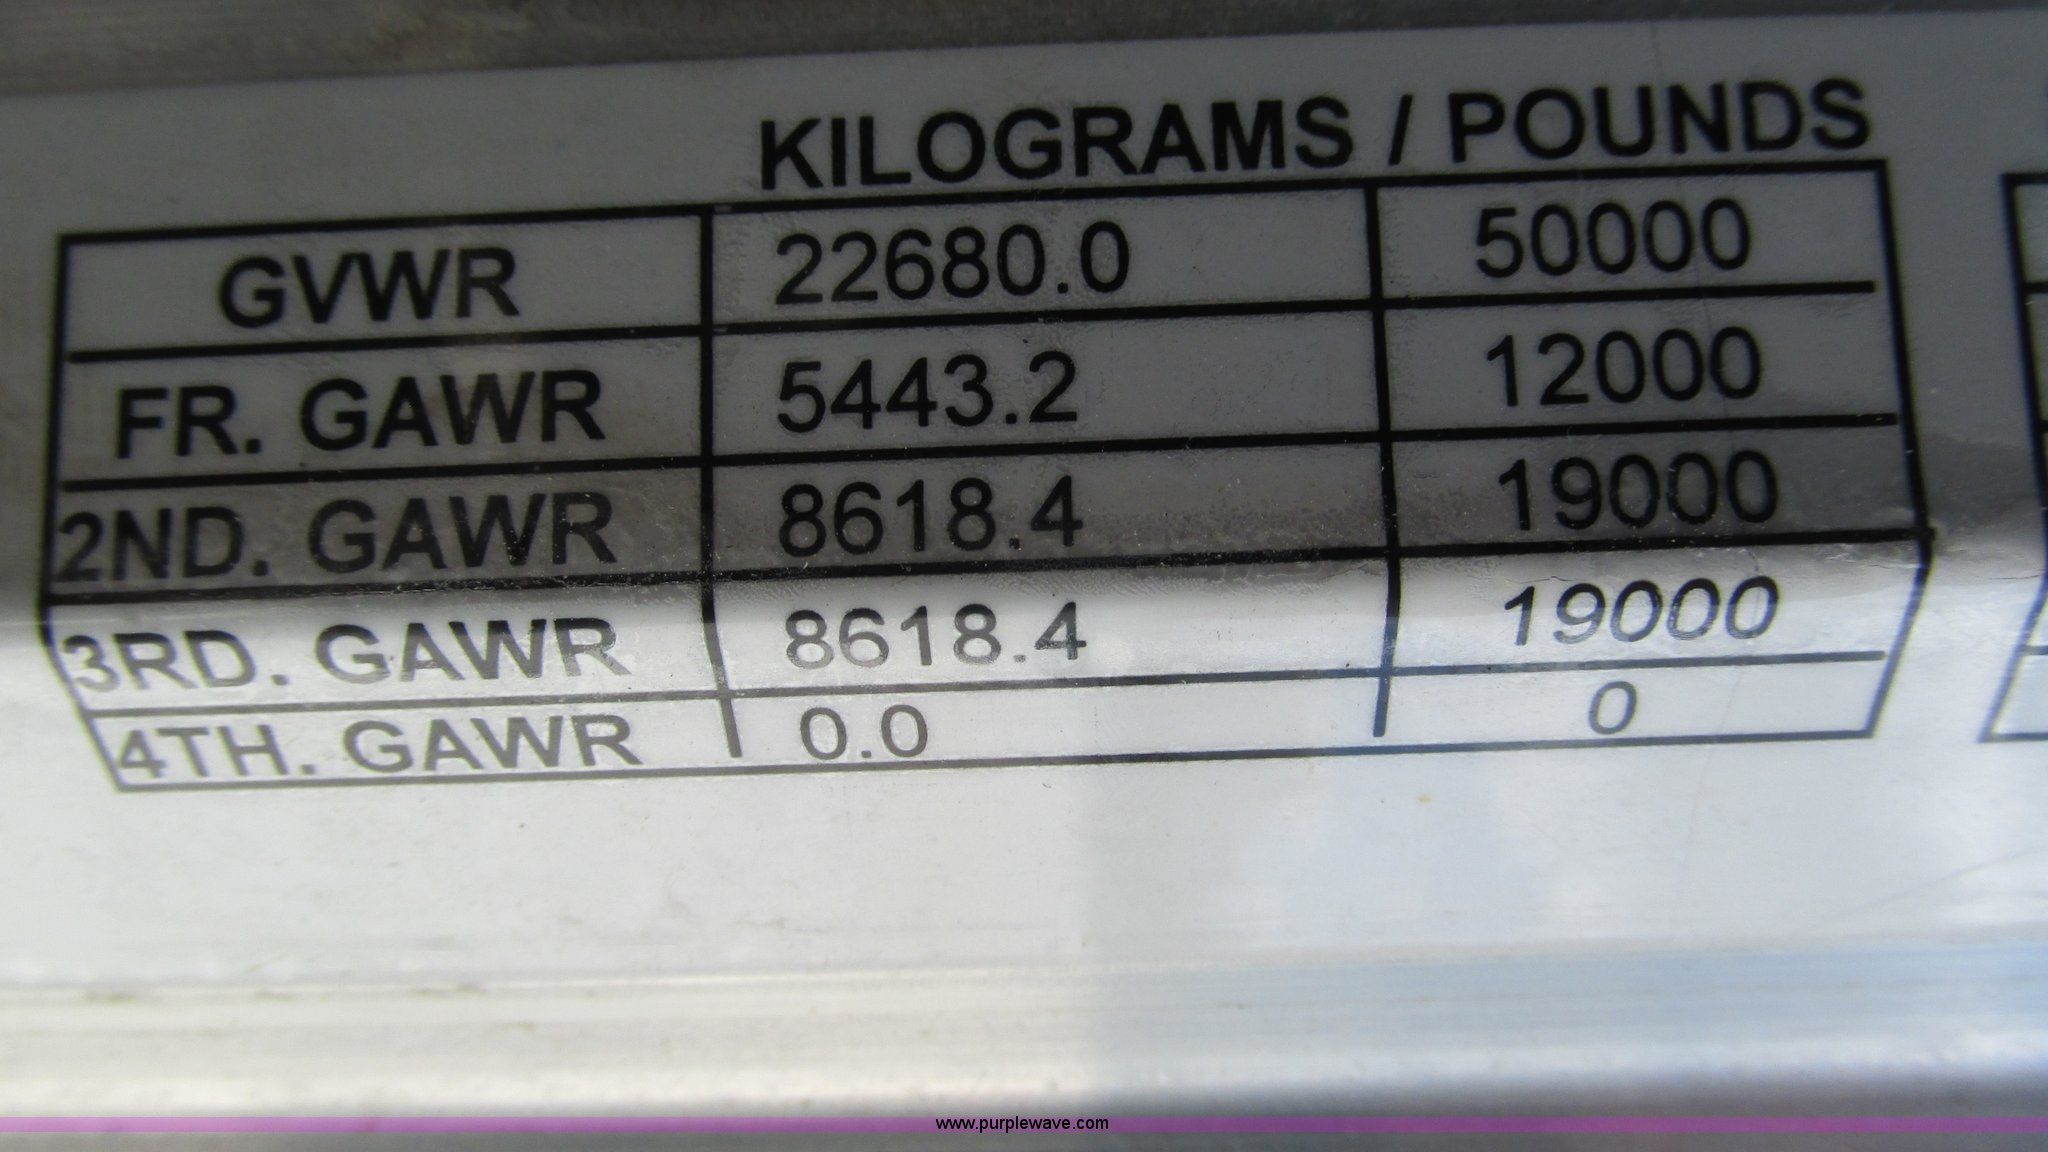 KILOGRAMS / POUNDS
GVWR 22680.0 50000
FR. GAWR 5443.2 12000
2ND. GAWR 8618.4 19000
3RD. GAWR 8618.4 19000
4TH. GAWR 0.0 0
www.purplewave.com